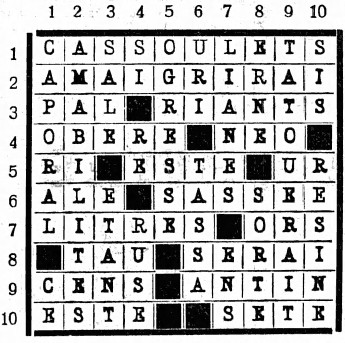 1 2 3 4 5 6 7 8 9 10
1 C A S S O U L E T S
2 A M A I G R I R A I
3 P A L R I A N T S
4 O B E R E N E O
5 R I E S T E U R
6 A L E S A S S E E
7 L I T R E S O R S
8 T A U S E R A I
9 C E N S A N T I N
10 E S T E S E T E